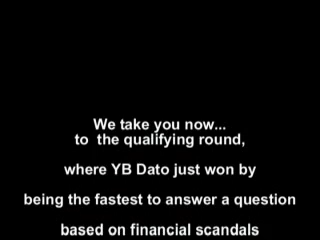 We take you now...
to the qualifying round,
where YB Dato just won by
being the fastest to answer a question
based on financial scandals